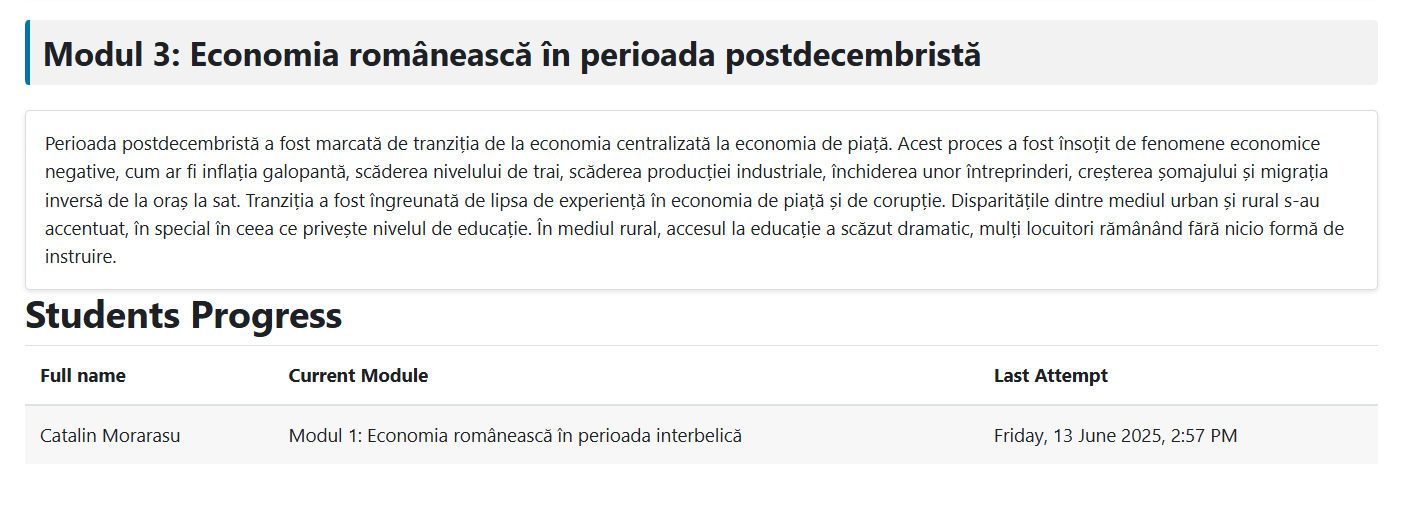 Modul 3: Economia românească în perioada postdecembristă
Perioada postdecembristă a fost marcată de tranziția de la economia centralizată la economia de piață. Acest proces a fost însoțit de fenomene economice
negative, cum ar fi inflația galopantă, scăderea nivelului de trai, scăderea producției industriale, închiderea unor întreprinderi, creșterea șomajului și migrația
inversă de la oraș la sat. Tranziția a fost îngreunată de lipsa de experiență în economia de piață și de corupție. Disparitățile dintre mediul urban și rural s-au
accentuat, în special în ceea ce privește nivelul de educație. În mediul rural, accesul la educație a scăzut dramatic, mulți locuitori rămânând fără nicio formă de
instruire.
Students Progress
Full name Current Module Last Attempt
Catalin Morarasu Modul 1: Economia românească în perioada interbelică Friday, 13 June 2025, 2:57 PM